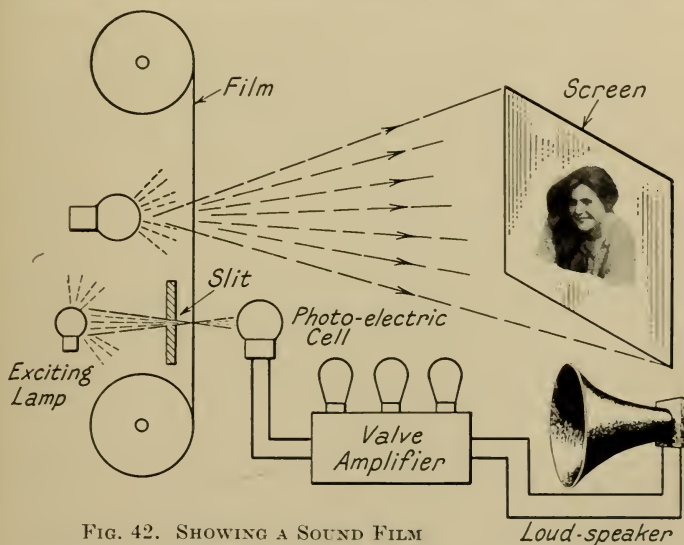 Film
Screen
Slit
Photo-electric
Cell
Exciting
Lamp
Valve
Amplifier
FIG. 42. SHOWING A SOUND FILM
Loud-speaker